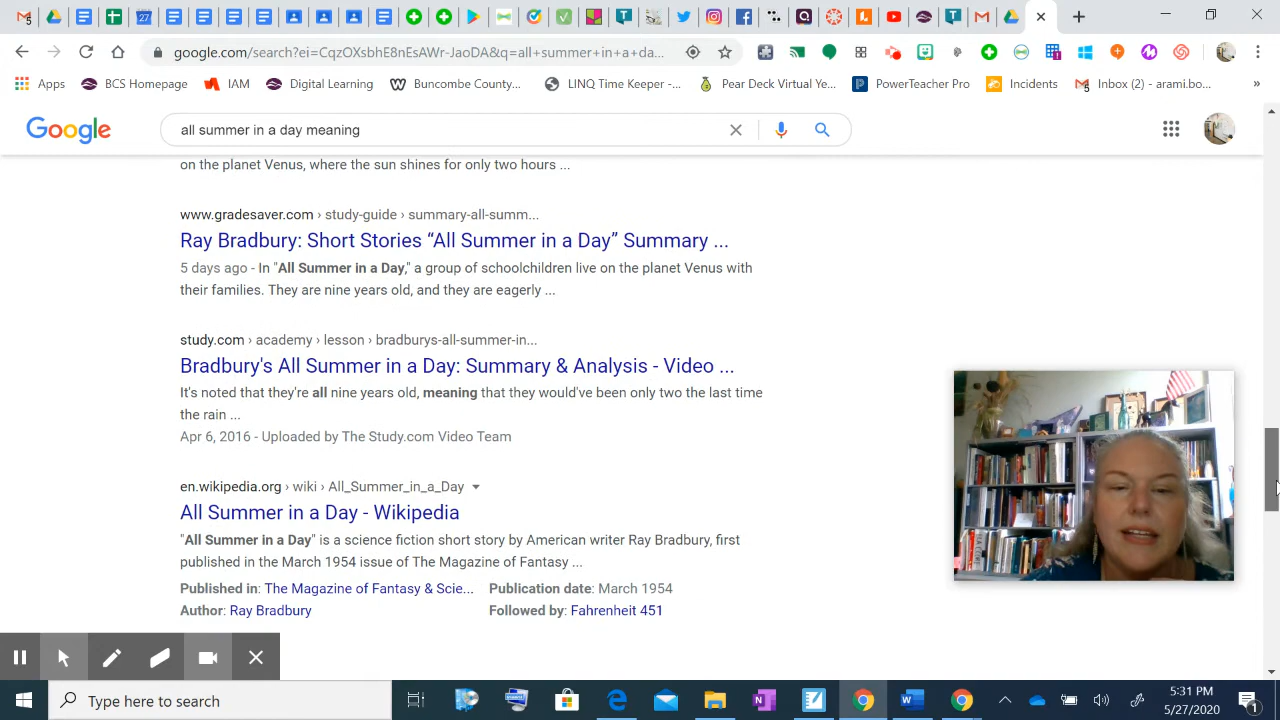 27
google.com/search?ei=CqzOXsbhE8nEsAWr-JaoDA&q=all+summer+in+a+da...
Apps
BCS Homepage
IAM
Digital Learning
Buncombe County...
LINQ Time Keeper -...
Pear Deck Virtual Ye...
PowerTeacher Pro
Incidents
Inbox (2) - arami.bo...
»
Google
all summer in a day meaning
on the planet Venus, where the sun shines for only two hours ...
www.gradesaver.com › study-guide › summary-all-summ...
Ray Bradbury: Short Stories “All Summer in a Day” Summary ...
5 days ago - In "All Summer in a Day," a group of schoolchildren live on the planet Venus with
their families. They are nine years old, and they are eagerly ...
study.com › academy › lesson › bradburys-all-summer-in...
Bradbury's All Summer in a Day: Summary & Analysis - Video ...
It's noted that they're all nine years old, meaning that they would've been only two the last time
the rain ...
Apr 6, 2016 - Uploaded by The Study.com Video Team
en.wikipedia.org › wiki › All_Summer_in_a_Day
All Summer in a Day - Wikipedia
"All Summer in a Day" is a science fiction short story by American writer Ray Bradbury, first
published in the March 1954 issue of The Magazine of Fantasy ...
Published in: The Magazine of Fantasy & Scie...
Publication date: March 1954
Author: Ray Bradbury
Followed by: Fahrenheit 451
Type here to search
5:31 PM
5/27/2020
1